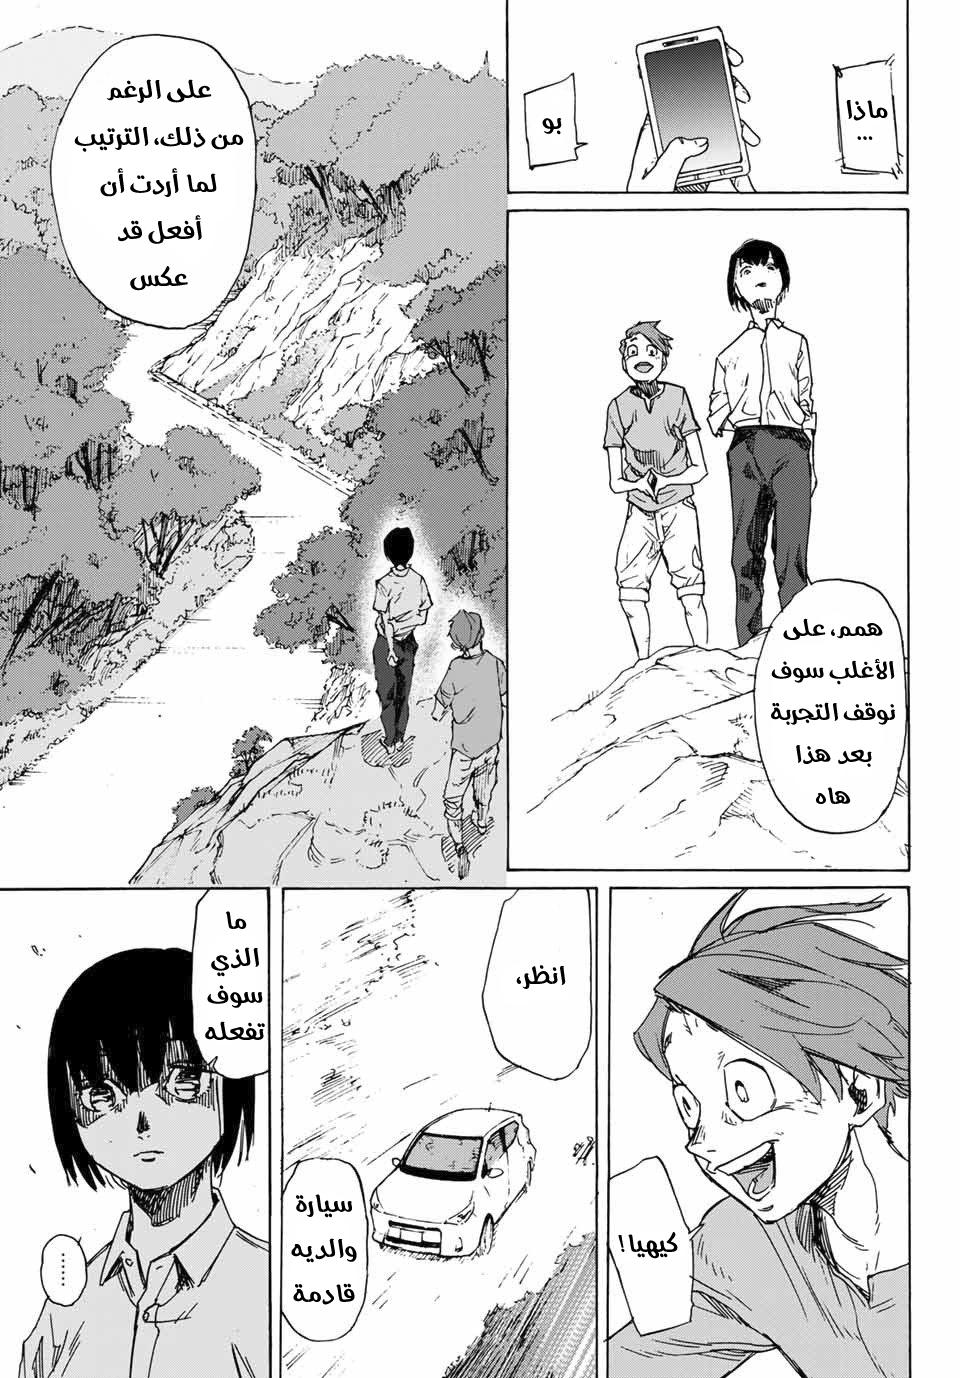 ماذا
...
بو
همم، على
الأغلب سوف
نوقف التجربة
بعد هذا
هاه
على الرغم
من ذلك، الترتيب
لما أردت أن
أفعل قد
عكس
كيهيا!
انظر،
سيارة
والديه
قادمة
ما
الذي
سوف
تفعله
......